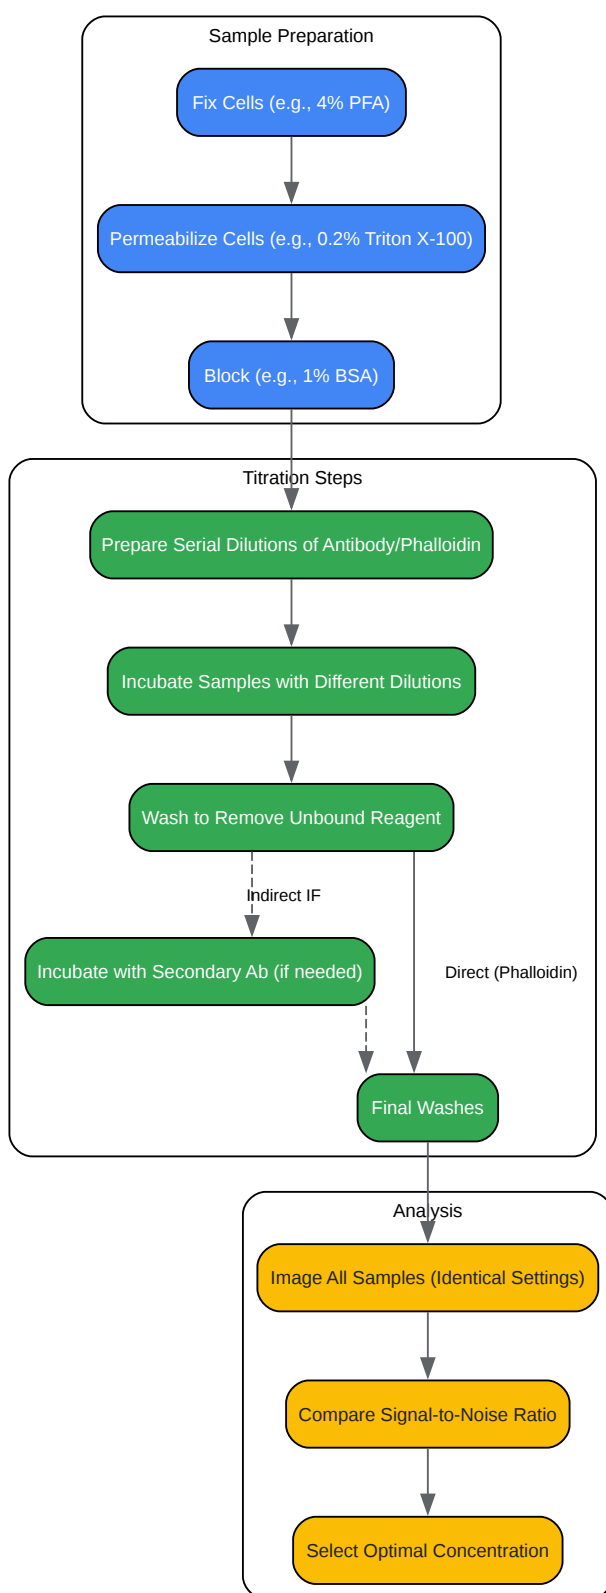 Sample Preparation
Fix Cells (e.g., 4% PFA)
Permeabilize Cells (e.g., 0.2% Triton X-100)
Block (e.g., 1% BSA)
Titration Steps
Prepare Serial Dilutions of Antibody/Phalloidin
Incubate Samples with Different Dilutions
Wash to Remove Unbound Reagent
Indirect IF
Incubate with Secondary Ab (if needed)
Direct (Phalloidin)
Final Washes
Analysis
Image All Samples (Identical Settings)
Compare Signal-to-Noise Ratio
Select Optimal Concentration